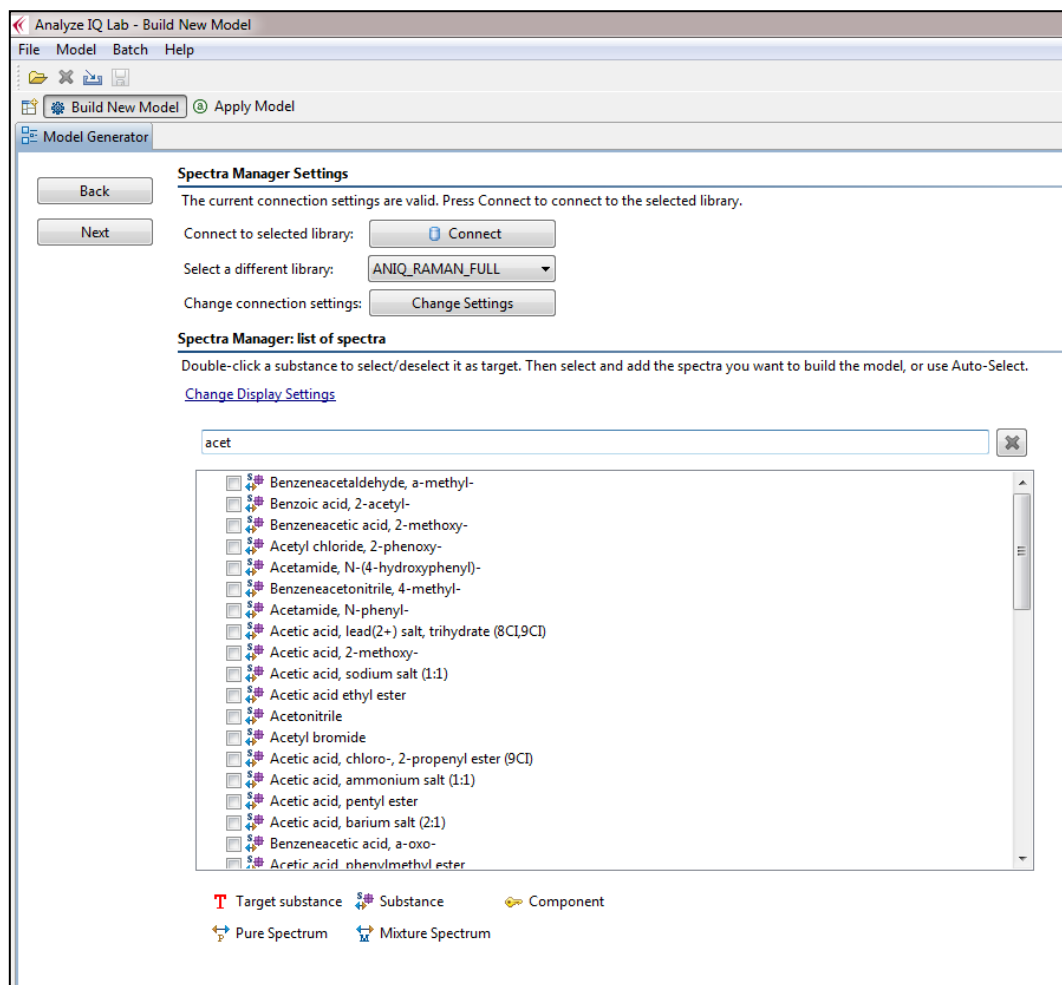 Analyze IQ Lab - Build New Model
File Model Batch Help
Build New Model Apply Model
Model Generator
Back
Next
Spectra Manager Settings
The current connection settings are valid. Press Connect to connect to the selected library.
Connect to selected library: Connect
Select a different library: ANIQ_RAMAN_FULL
Change connection settings: Change Settings
Spectra Manager: list of spectra
Double-click a substance to select/deselect it as target. Then select and add the spectra you want to build the model, or use Auto-Select.
Change Display Settings
acet
Benzeneacetaldehyde, a-methyl-
Benzoic acid, 2-acetyl-
Benzeneacetic acid, 2-methoxy-
Acetyl chloride, 2-phenoxy-
Acetamide, N-(4-hydroxyphenyl)-
Benzeneacetonitrile, 4-methyl-
Acetamide, N-phenyl-
Acetic acid, lead(2+) salt, trihydrate (8CI,9CI)
Acetic acid, 2-methoxy-
Acetic acid, sodium salt (1:1)
Acetic acid ethyl ester
Acetonitrile
Acetyl bromide
Acetic acid, chloro-, 2-propenyl ester (9CI)
Acetic acid, ammonium salt (1:1)
Acetic acid, pentyl ester
Acetic acid, barium salt (2:1)
Benzeneacetic acid, a-oxo-
Acetic acid, phenylmethyl ester
T Target substance Substance Component
Pure Spectrum Mixture Spectrum